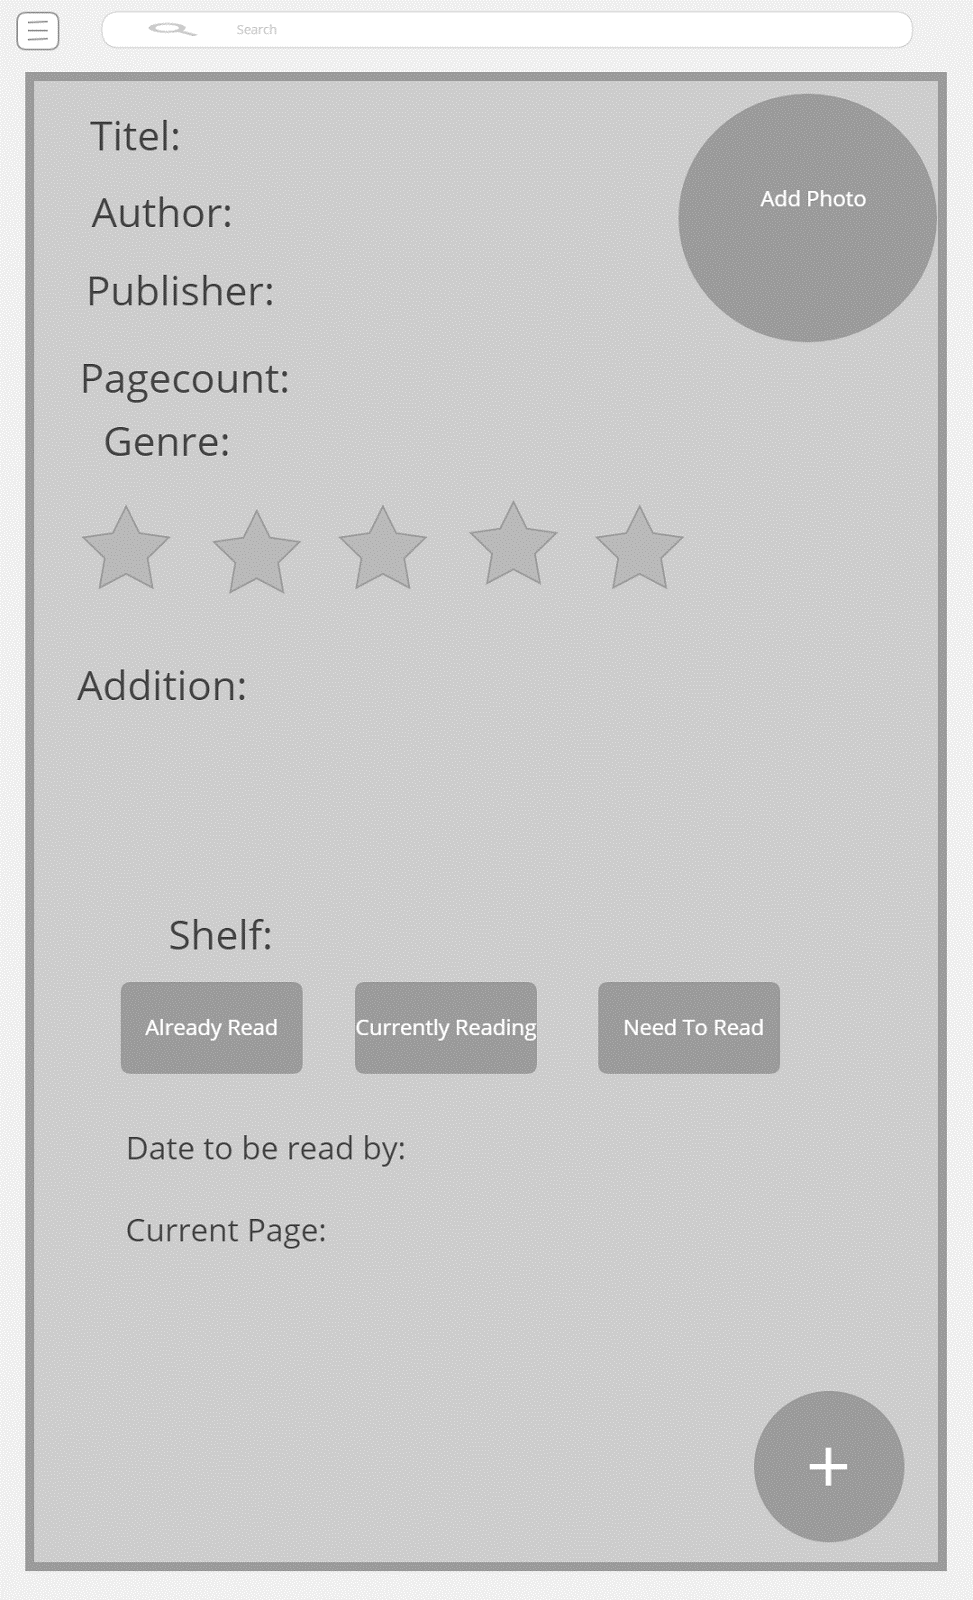 Search
Titel:
Add Photo
Author:
Publisher:
Pagecount:
Genre:
Addition:
Shelf:
Already Read
Currently Reading
Need To Read
Date to be read by:
Current Page:
+